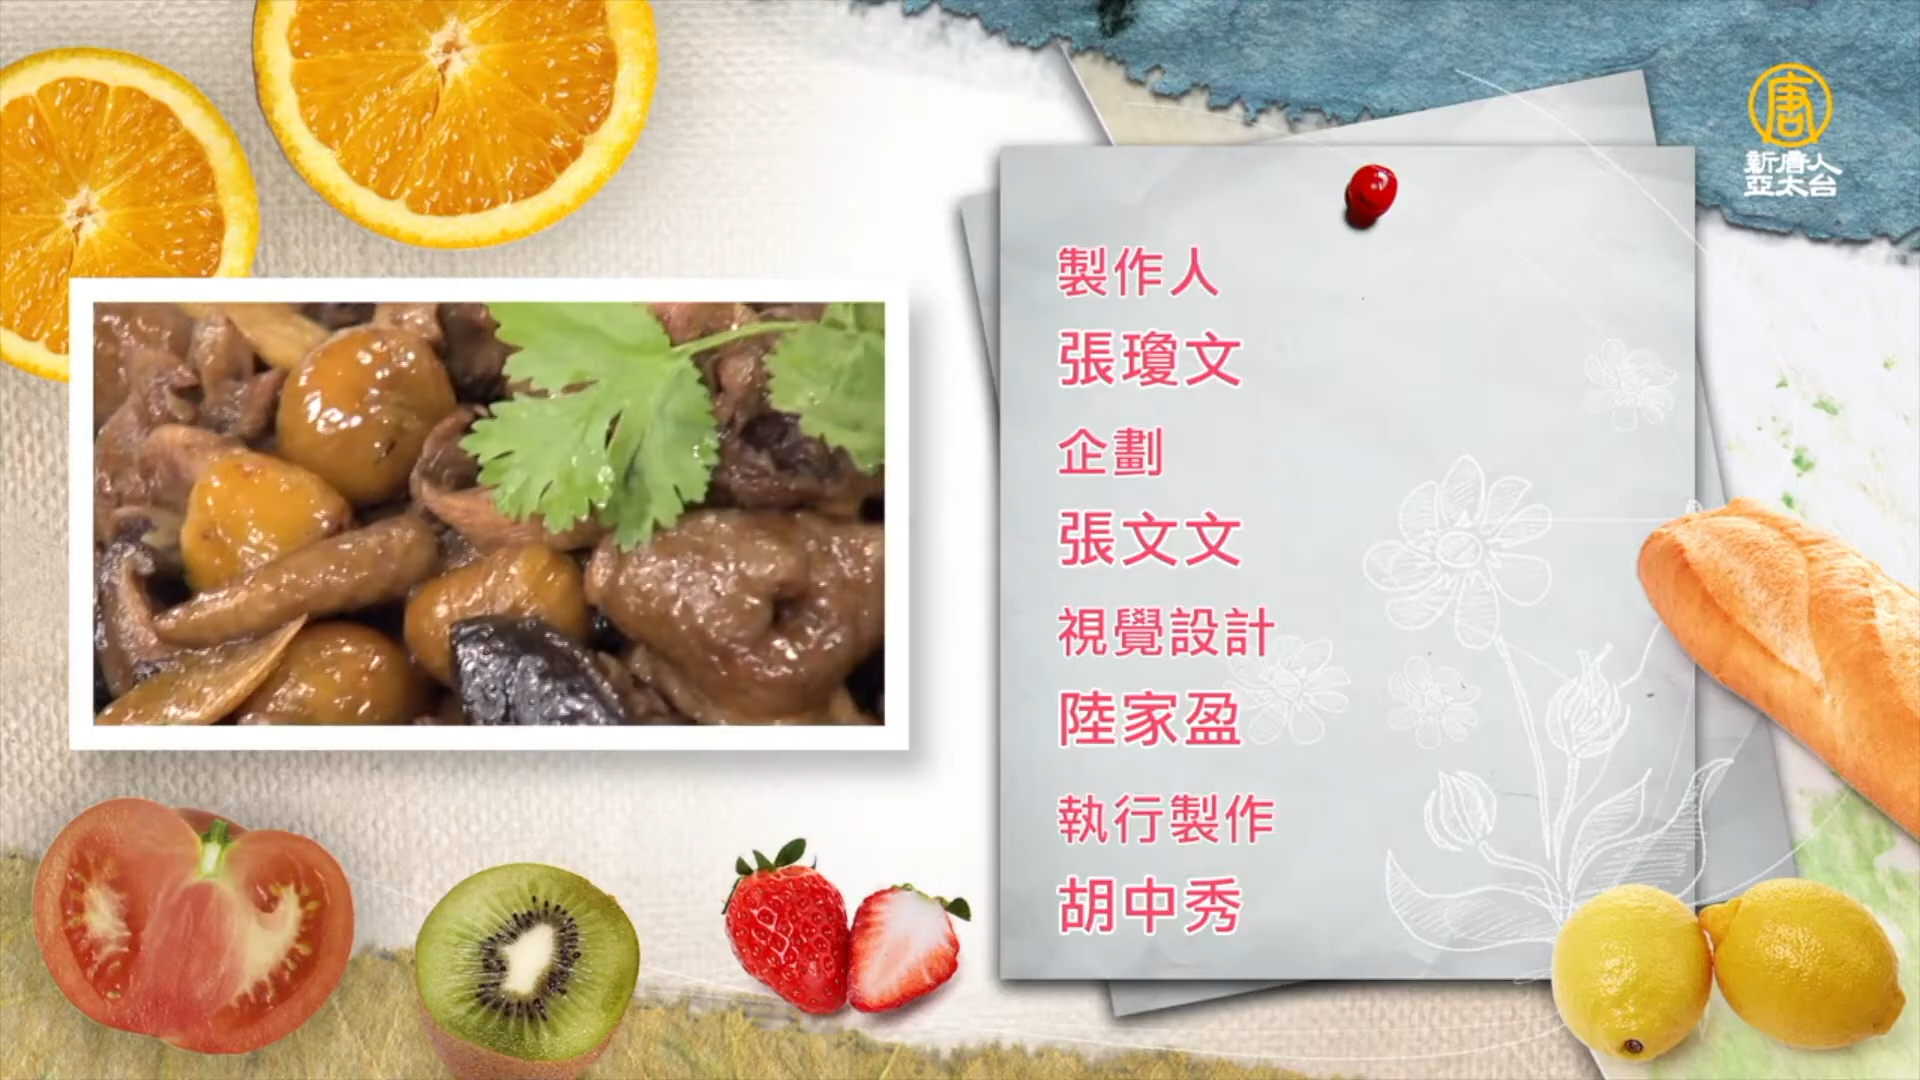 唐
新唐人
亞太台
製作人
張瓊文
企劃
張文文
視覺設計
陸家盈
執行製作
胡中秀